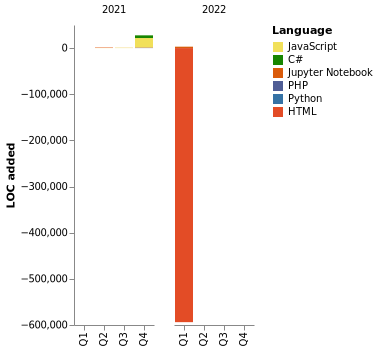 2021 2022
Language
JavaScript
C#
Jupyter Notebook
PHP
Python
HTML
LOC added
0
−100,000
−200,000
−300,000
−400,000
−500,000
−600,000
Q1 Q2 Q3 Q4 Q1 Q2 Q3 Q4